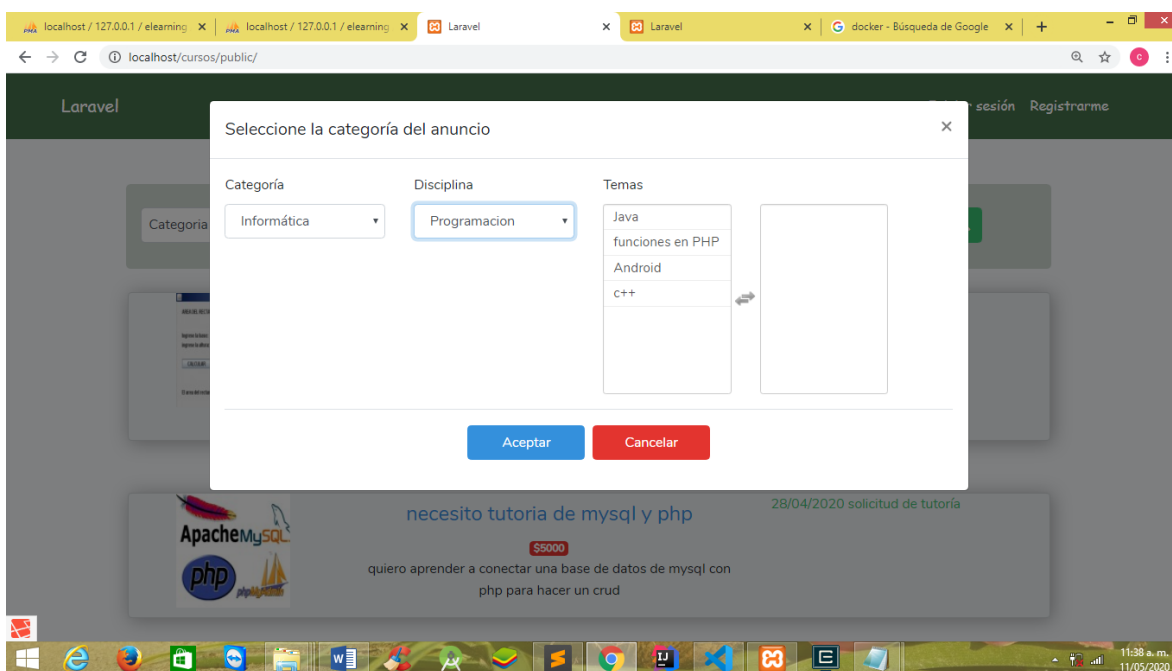 localhost / 127.0.0.1 / elearning
localhost / 127.0.0.1 / elearning
Laravel
Laravel
docker - Búsqueda de Google
localhost/cursos/public/
Laravel
sesión
Registrarme
Seleccione la categoría del anuncio
Categoría
Disciplina
Temas
Informática
Programacion
Java
funciones en PHP
Android
c++
Categoria
Aceptar
Cancelar
ApacheMySQL
php
necesito tutoria de mysql y php
28/04/2020 solicitud de tutoría
$5000
quiero aprender a conectar una base de datos de mysql con
php para hacer un crud
11:38 a. m.
11/05/2020